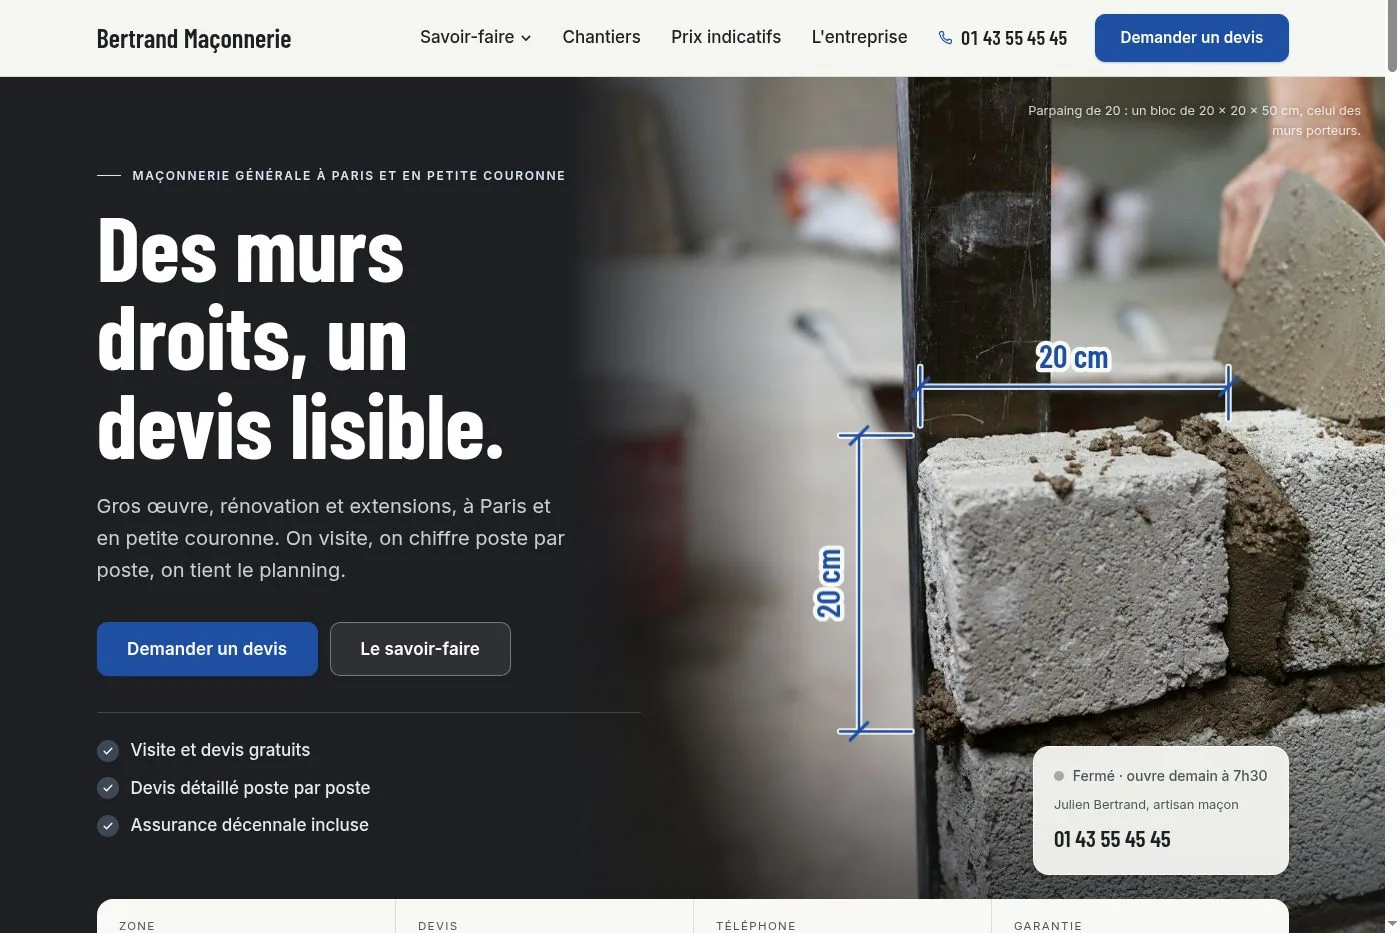 Bertrand Maçonnerie
Savoir-faire
Chantiers
Prix indicatifs
L'entreprise
01 43 55 45 45
Demander un devis
Parpaing de 20 : un bloc de 20 × 20 × 50 cm, celui des
murs porteurs.
MAÇONNERIE GÉNÉRALE À PARIS ET EN PETITE COURONNE
Des murs
droits, un
devis lisible.
Gros œuvre, rénovation et extensions, à Paris et
en petite couronne. On visite, on chiffre poste par
poste, on tient le planning.
Demander un devis
Le savoir-faire
Visite et devis gratuits
Devis détaillé poste par poste
Assurance décennale incluse
20 cm
20 cm
Fermé · ouvre demain à 7h30
Julien Bertrand, artisan maçon
01 43 55 45 45
ZONE
DEVIS
TÉLÉPHONE
GARANTIE